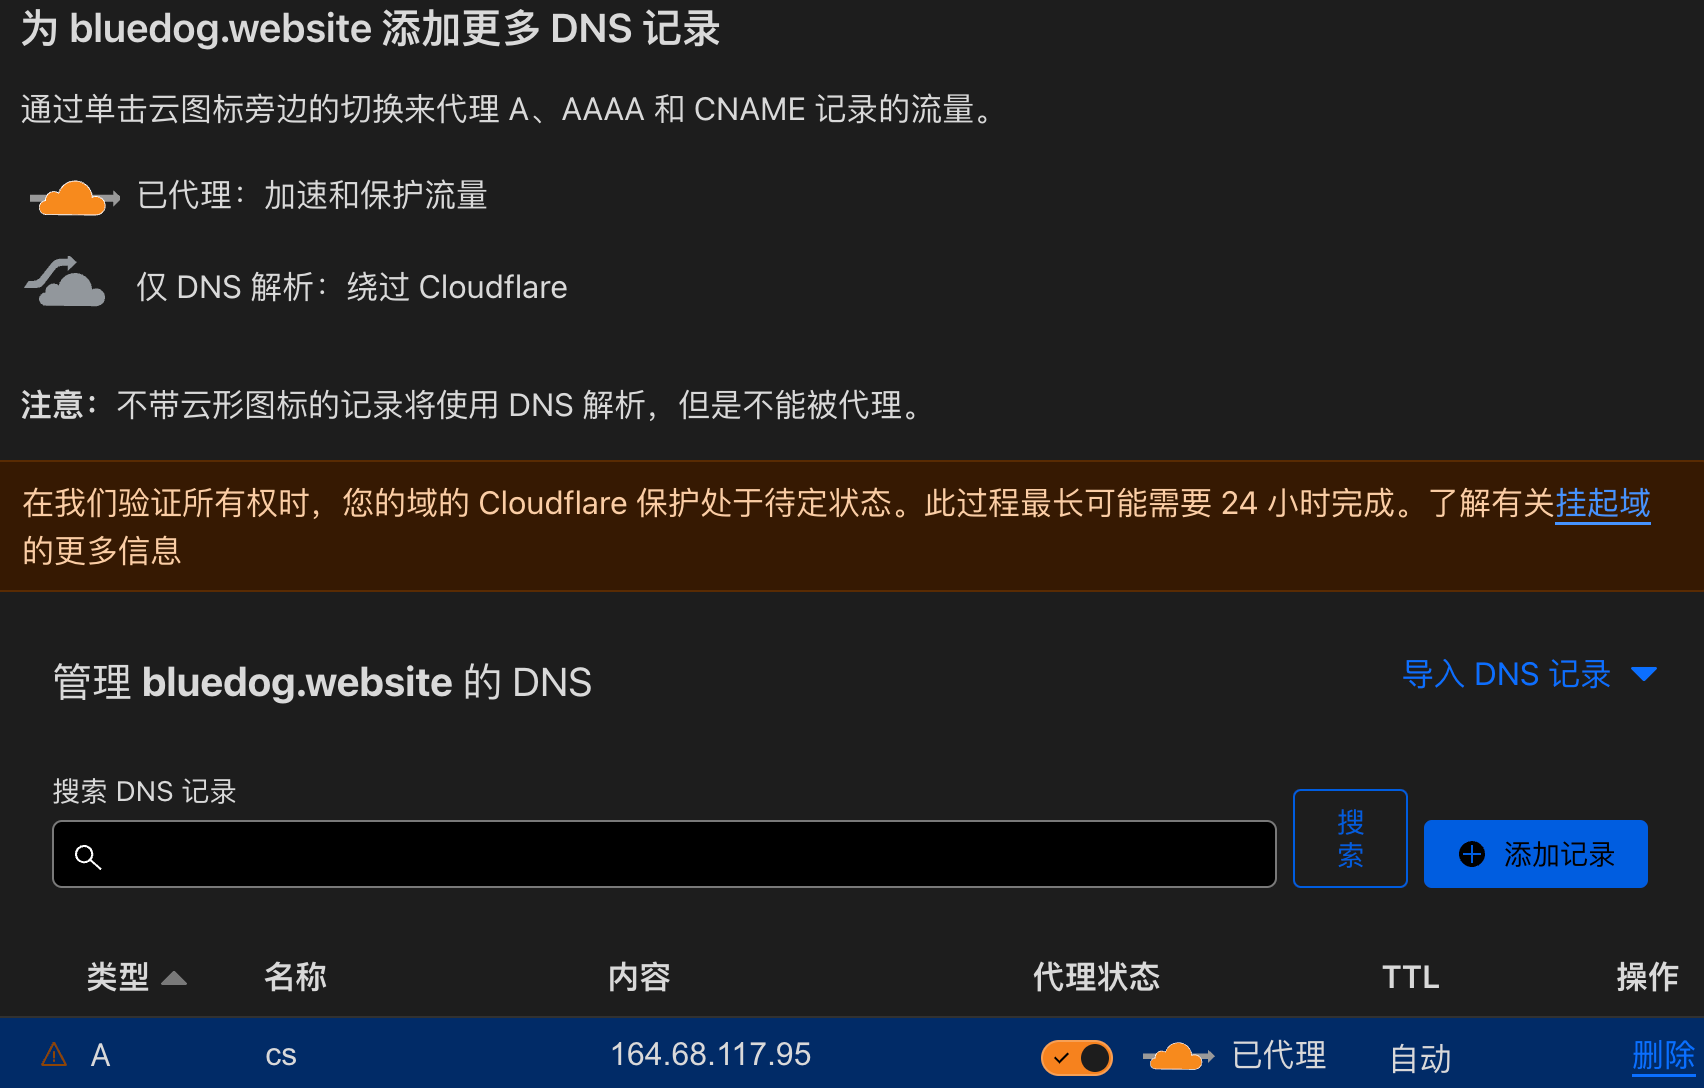 为 bluedog.website 添加更多 DNS 记录
通过单击云图标旁边的切换来代理 A、AAAA 和 CNAME 记录的流量。
已代理：加速和保护流量
仅 DNS 解析：绕过 Cloudflare
注意：不带云形图标的记录将使用 DNS 解析，但是不能被代理。
在我们验证所有权时，您的域的 Cloudflare 保护处于待定状态。此过程最长可能需要 24 小时完成。了解有关挂起域
的更多信息
管理 bluedog.website 的 DNS
导入 DNS 记录
搜索 DNS 记录
搜
索
添加记录
类型 名称 内容 代理状态 TTL 操作
A cs 164.68.117.95 已代理 自动 删除